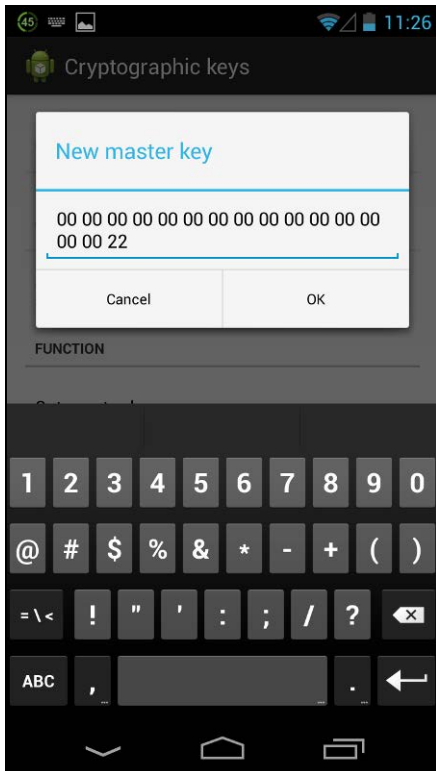 45 11:26
Cryptographic keys
New master key
00 00 00 00 00 00 00 00 00 00 00 00 00
00 00 22
Cancel OK
FUNCTION
1 2 3 4 5 6 7 8 9 0
@ # $ % & * - + ( )
= \ < ! " ' : ; / ?
ABC , ... ... . ...